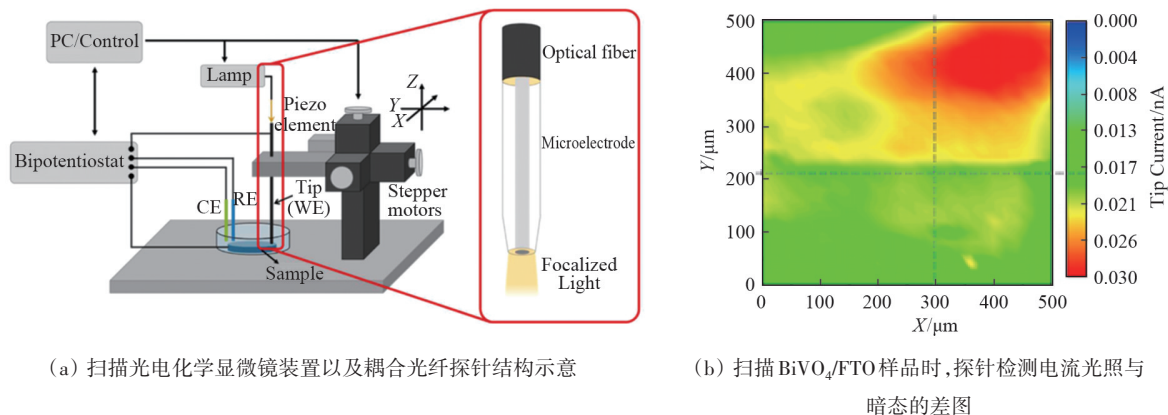 PC/Control
Lamp
Piezo
element
Z
Y
X
Bipotentiostat
Stepper
motors
Tip
(WE)
CE
RE
Sample
Optical fiber
Microelectrode
Focalized
Light
500
400
300
200
100
0
Y/μm
0
100
200
300
400
500
X/μm
0.000
0.004
0.008
0.013
0.017
0.021
0.026
0.030
Tip Current/nA
(a) 扫描光电化学显微镜装置以及耦合光纤探针结构示意
(b) 扫描BiVO₄/FTO样品时,探针检测电流光照与
暗态的差图